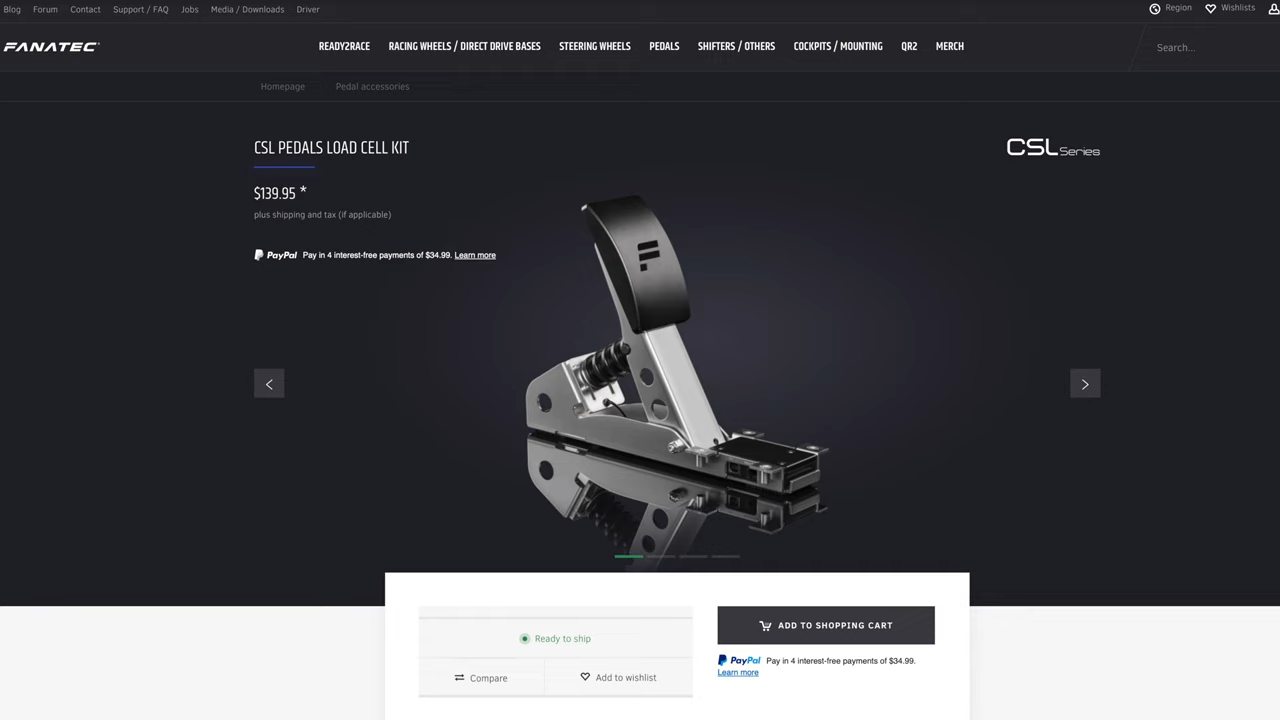 Blog Forum Contact Support / FAQ Jobs Media / Downloads Driver Region Wishlists
FANATEC READY2RACE RACING WHEELS / DIRECT DRIVE BASES STEERING WHEELS PEDALS SHIFTERS / OTHERS COCKPITS / MOUNTING QR2 MERCH Search...
Homepage Pedal accessories
CSL PEDALS LOAD CELL KIT
CSL Series
$139.95 *
plus shipping and tax (if applicable)
PayPal Pay in 4 interest-free payments of $34.99. Learn more
Ready to ship
Compare Add to wishlist
ADD TO SHOPPING CART
PayPal Pay in 4 interest-free payments of $34.99.
Learn more